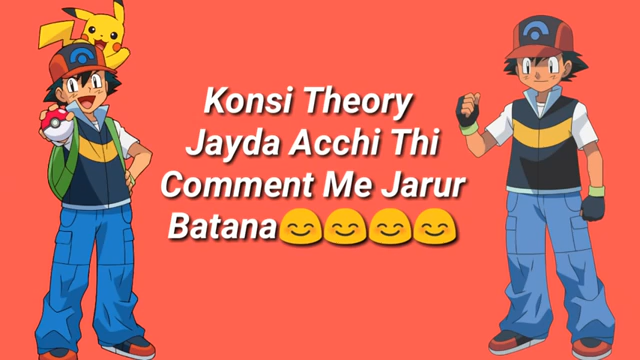 Konsi Theory
Jayda Acchi Thi
Comment Me Jarur
Batana😊😊😊😊